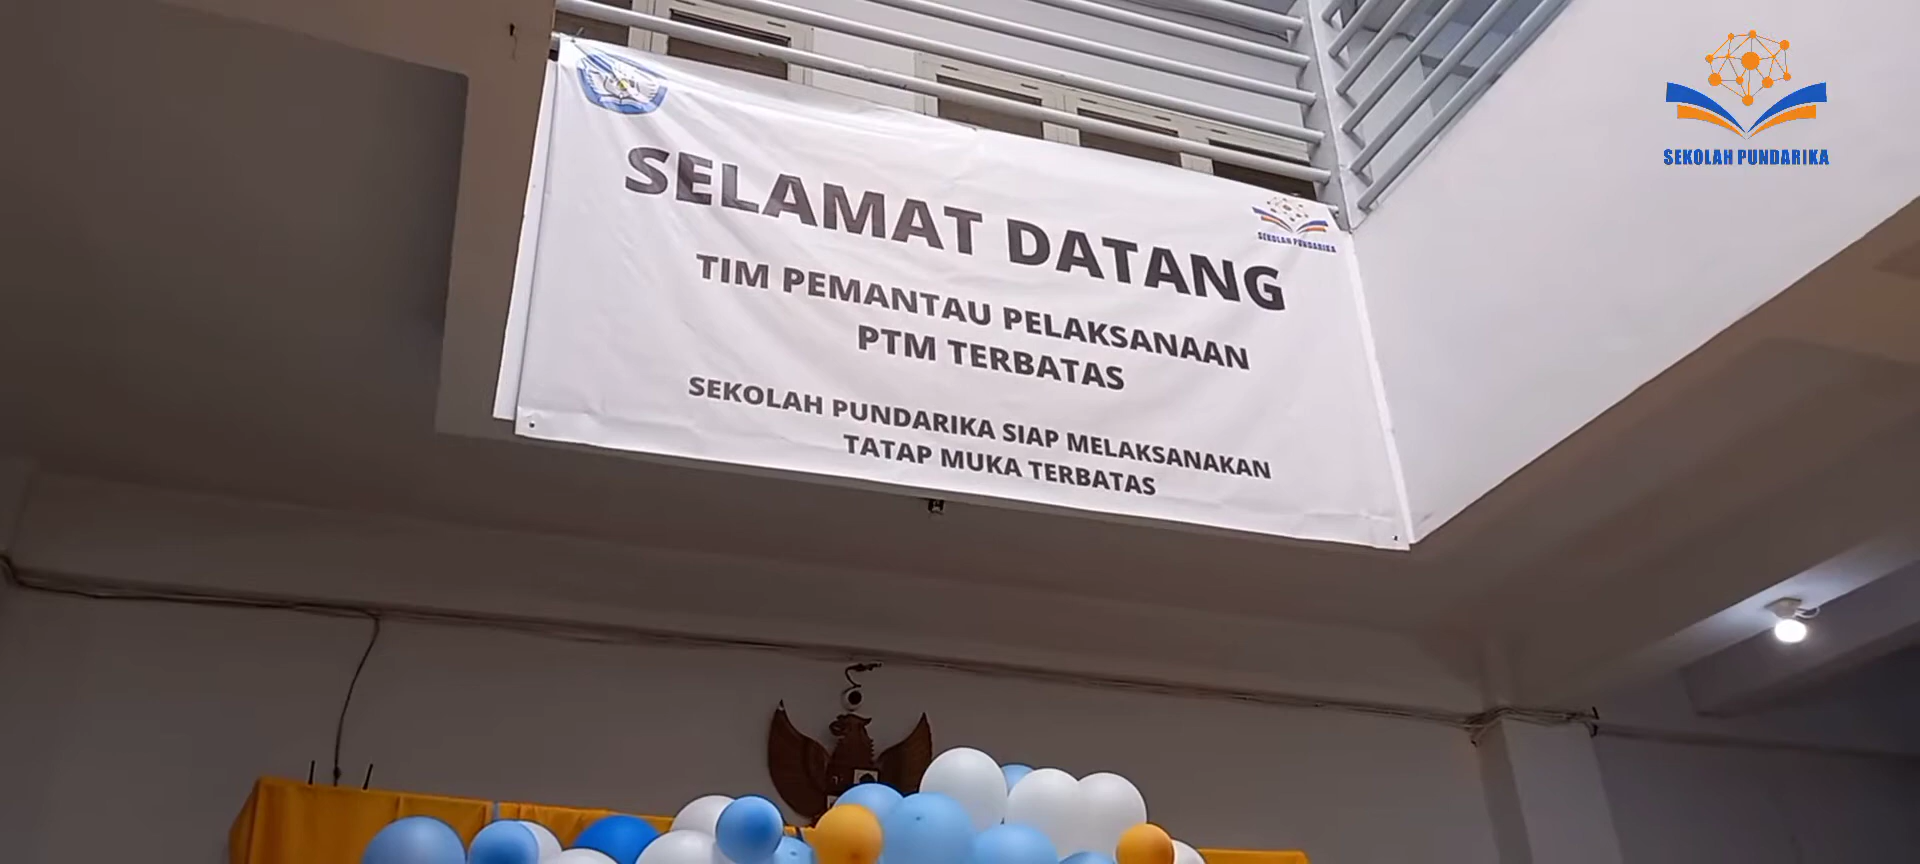 SEKOLAH PUNDARIKA
SELAMAT DATANG
SEKOLAH PUNDARIKA
TIM PEMANTAU PELAKSANAAN
PTM TERBATAS
SEKOLAH PUNDARIKA SIAP MELAKSANAKAN
TATAP MUKA TERBATAS